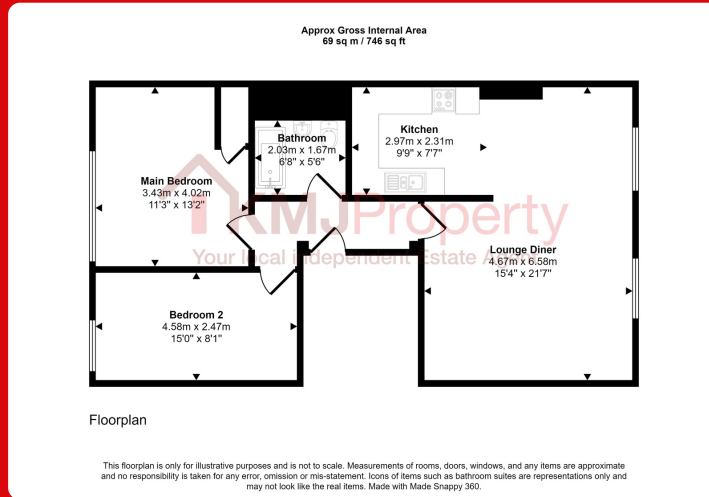 Approx Gross Internal Area
69 sq m / 746 sq ft
Bathroom
2.03m x 1.67m
6'8" x 5'6"
Kitchen
2.97m x 2.31m
9'9" x 7'7"
Main Bedroom
3.43m x 4.02m
11'3" x 13'2"
KMJ Property
Your local independent Estate Agent
Lounge Diner
4.67m x 6.58m
15'4" x 21'7"
Bedroom 2
4.58m x 2.47m
15'0" x 8'1"
Floorplan
This floorplan is only for illustrative purposes and is not to scale. Measurements of rooms, doors, windows, and any items are approximate
and no responsibility is taken for any error, omission or mis-statement. Icons of items such as bathroom suites are representations only and
may not look like the real items. Made with Made Snappy 360.